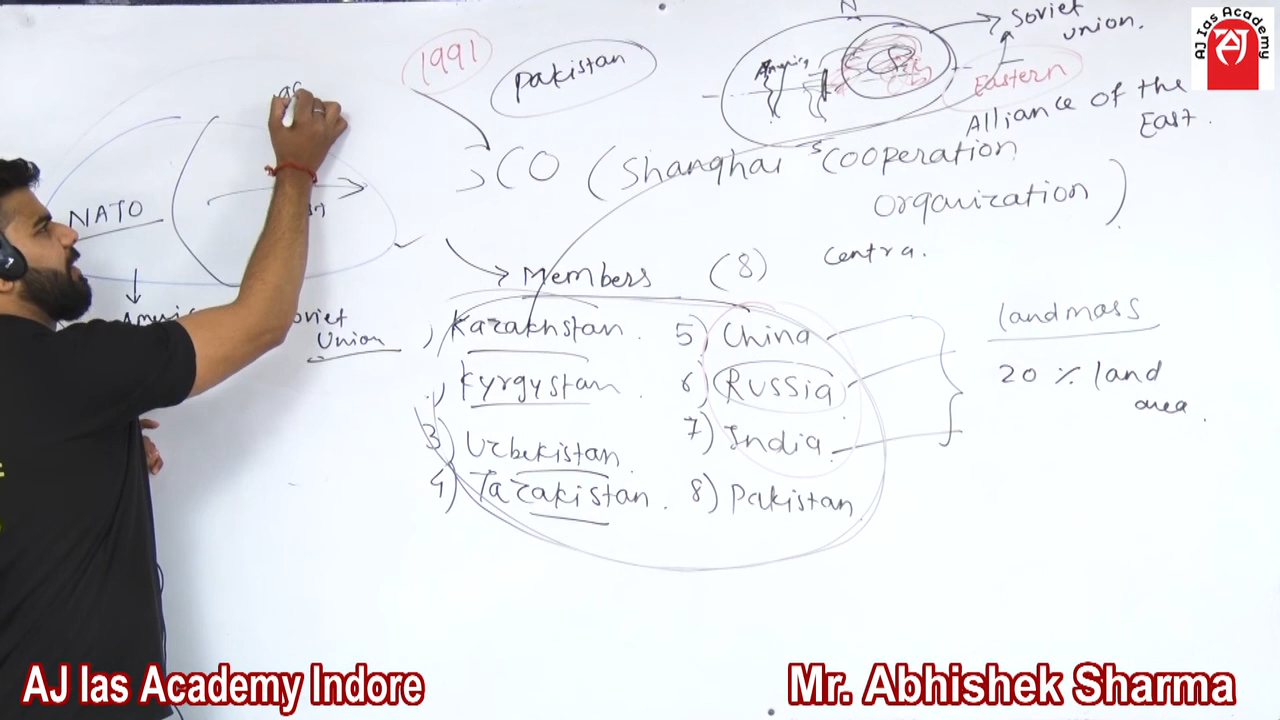 1991
Pakistan
N
America
Soviet
union.
Eastern
Alliance of the
East.
AJ Ias Academy
AJ
SCO (Shanghai Cooperation
Organization)
NATO
Members (8)
Centra.
Soviet
Union
Kazakhstan.
Kyrgystan.
3) Uzbekistan.
4) Tazakistan.
5) China
6) Russia
7) India
8) Pakistan
landmass
20 % land
area.
AJ Ias Academy Indore
Mr. Abhishek Sharma